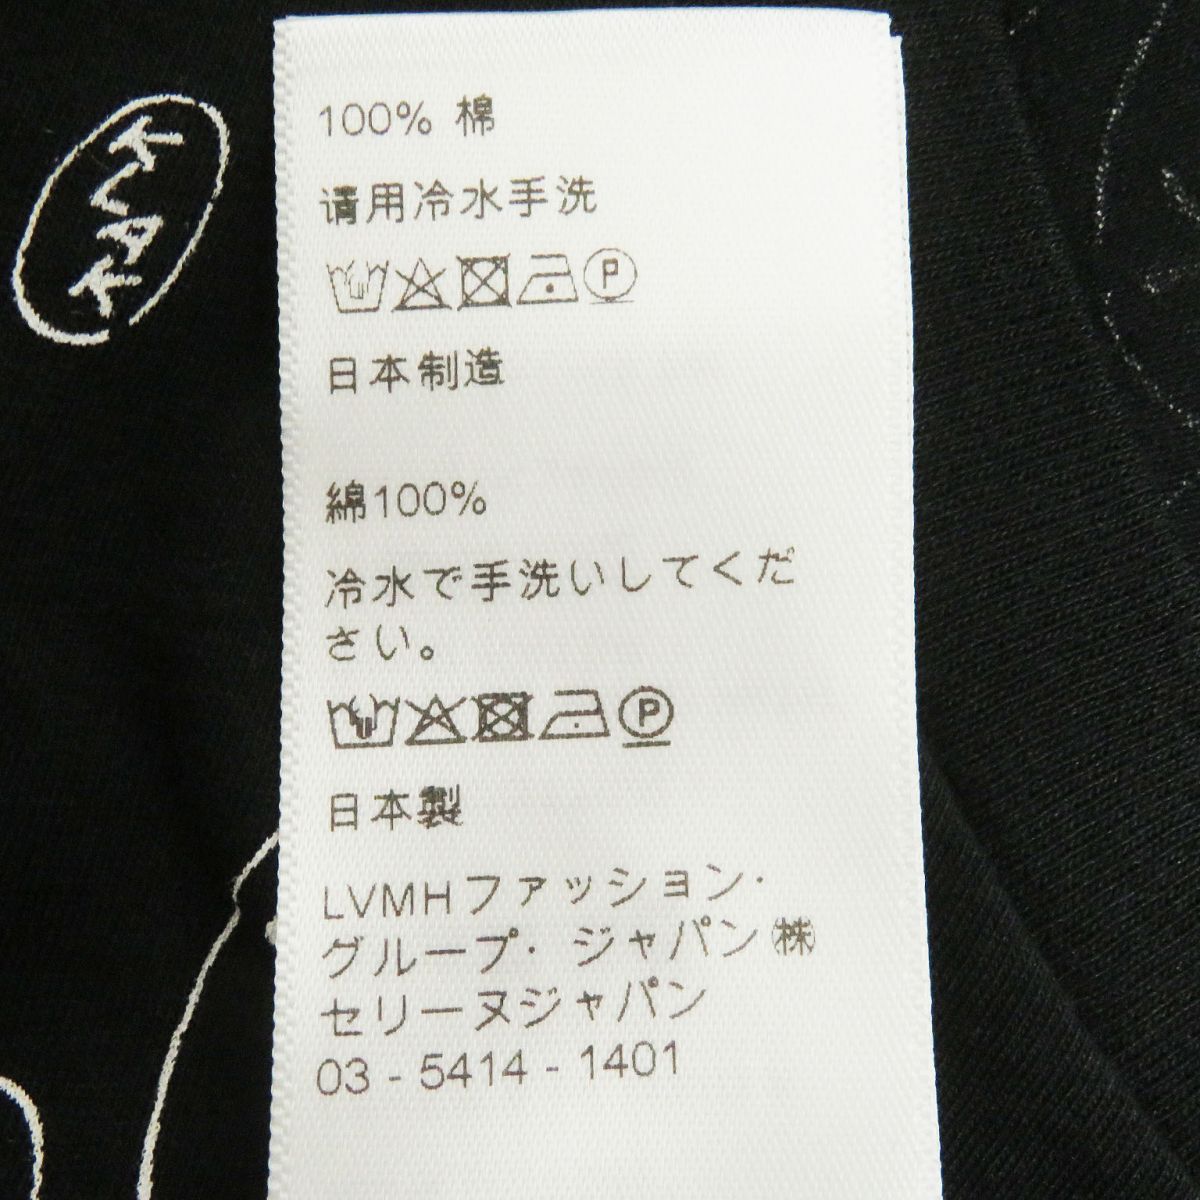 KLAK
100% 棉
请用冷水手洗
P
日本制造
綿100%
冷水で手洗いしてくだ
さい。
P
日本製
LVMHファッション・
グループ・ジャパン㈱
セリーヌジャパン
03-5414-1401